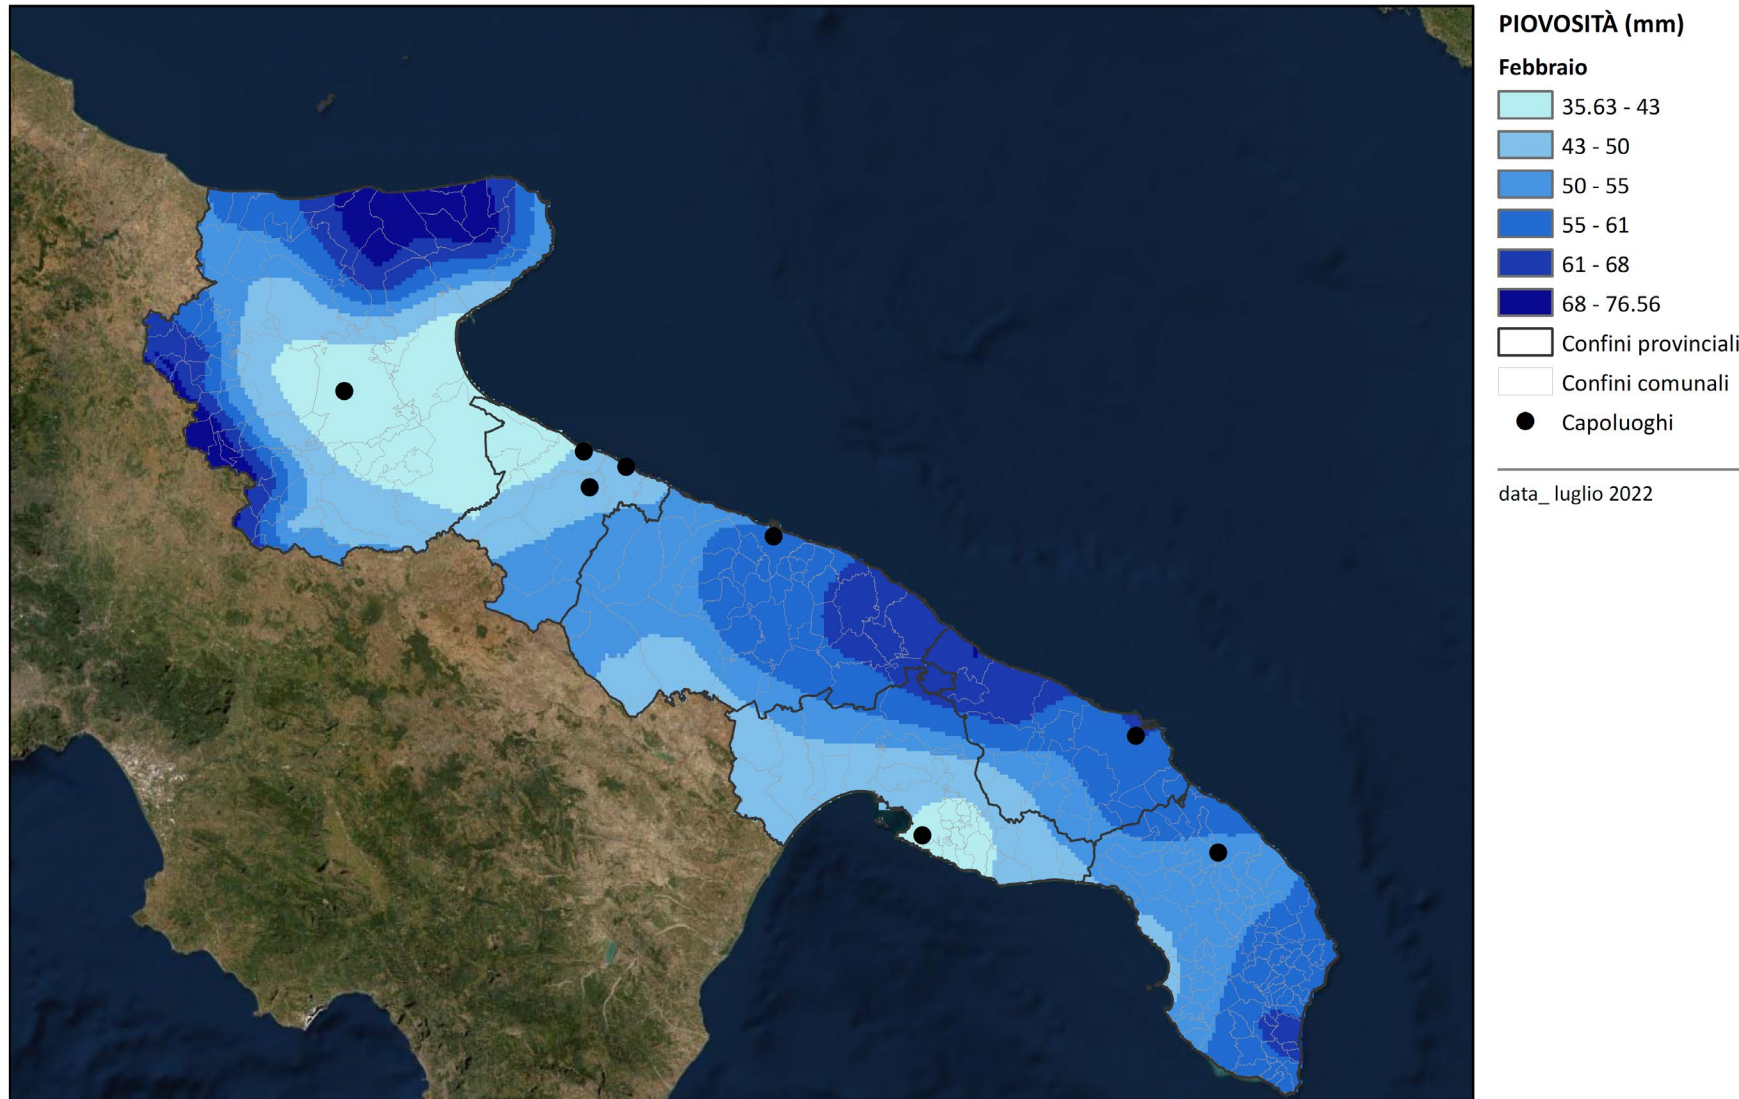 PIOVOSITÀ (mm)
Febbraio
35.63 - 43
43 - 50
50 - 55
55 - 61
61 - 68
68 - 76.56
Confini provinciali
Confini comunali
Capoluoghi
data_ luglio 2022